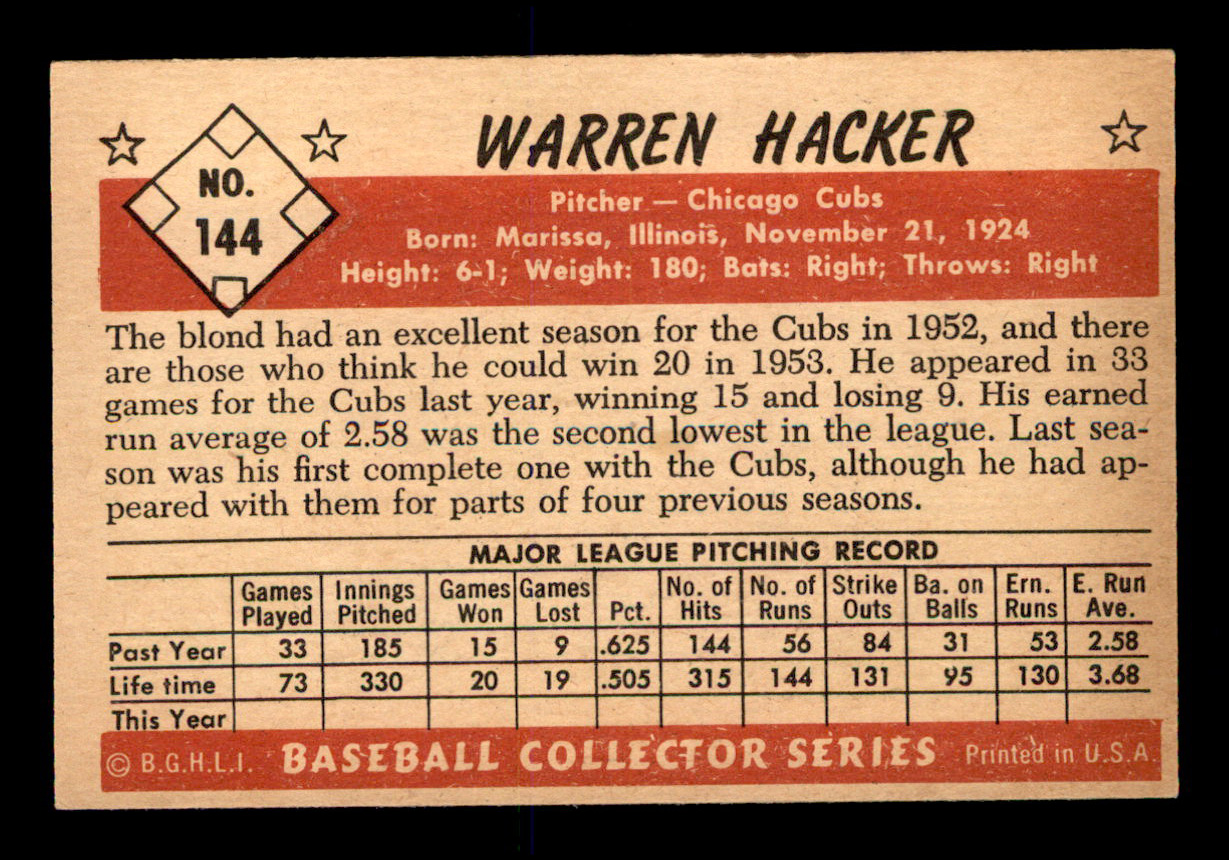 WARREN HACKER
NO.
144
Pitcher — Chicago Cubs
Born: Marissa, Illinois, November 21, 1924
Height: 6-1; Weight: 180; Bats: Right; Throws: Right
The blond had an excellent season for the Cubs in 1952, and there
are those who think he could win 20 in 1953. He appeared in 33
games for the Cubs last year, winning 15 and losing 9. His earned
run average of 2.58 was the second lowest in the league. Last sea-
son was his first complete one with the Cubs, although he had ap-
peared with them for parts of four previous seasons.
MAJOR LEAGUE PITCHING RECORD
Games Innings Games Games No. of No. of Strike Ba. on Ern. E. Run
Played Pitched Won Lost Pct. Hits Runs Outs Balls Runs Ave.
Past Year 33 185 15 9 .625 144 56 84 31 53 2.58
Life time 73 330 20 19 .505 315 144 131 95 130 3.68
This Year
© B.G.H.L.I. BASEBALL COLLECTOR SERIES Printed in U.S.A.